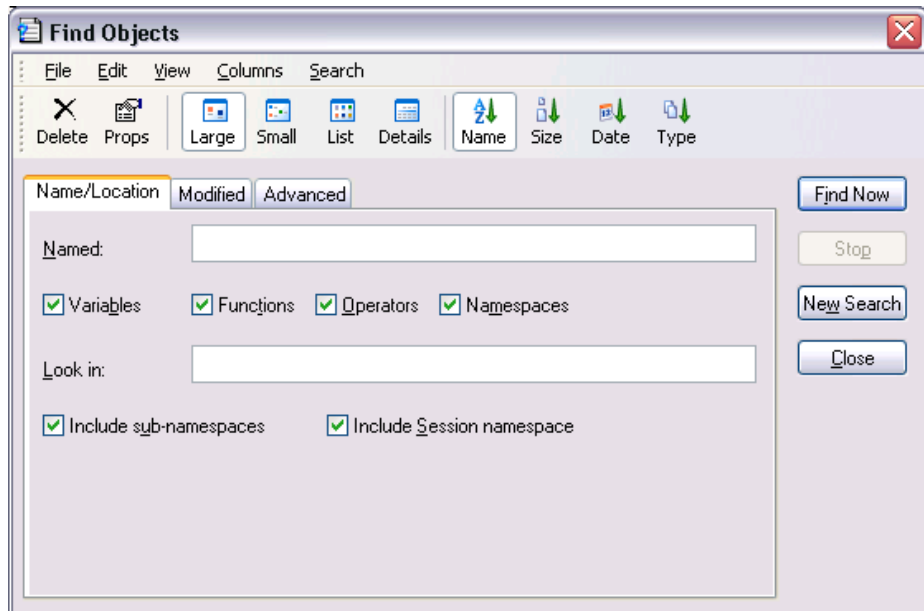 Find Objects
File Edit View Columns Search
Delete Props Large Small List Details Name Size Date Type
Name/Location Modified Advanced
Find Now
Named:
Stop
Variables Functions Operators Namespaces
New Search
Look in:
Close
Include sub-namespaces Include Session namespace